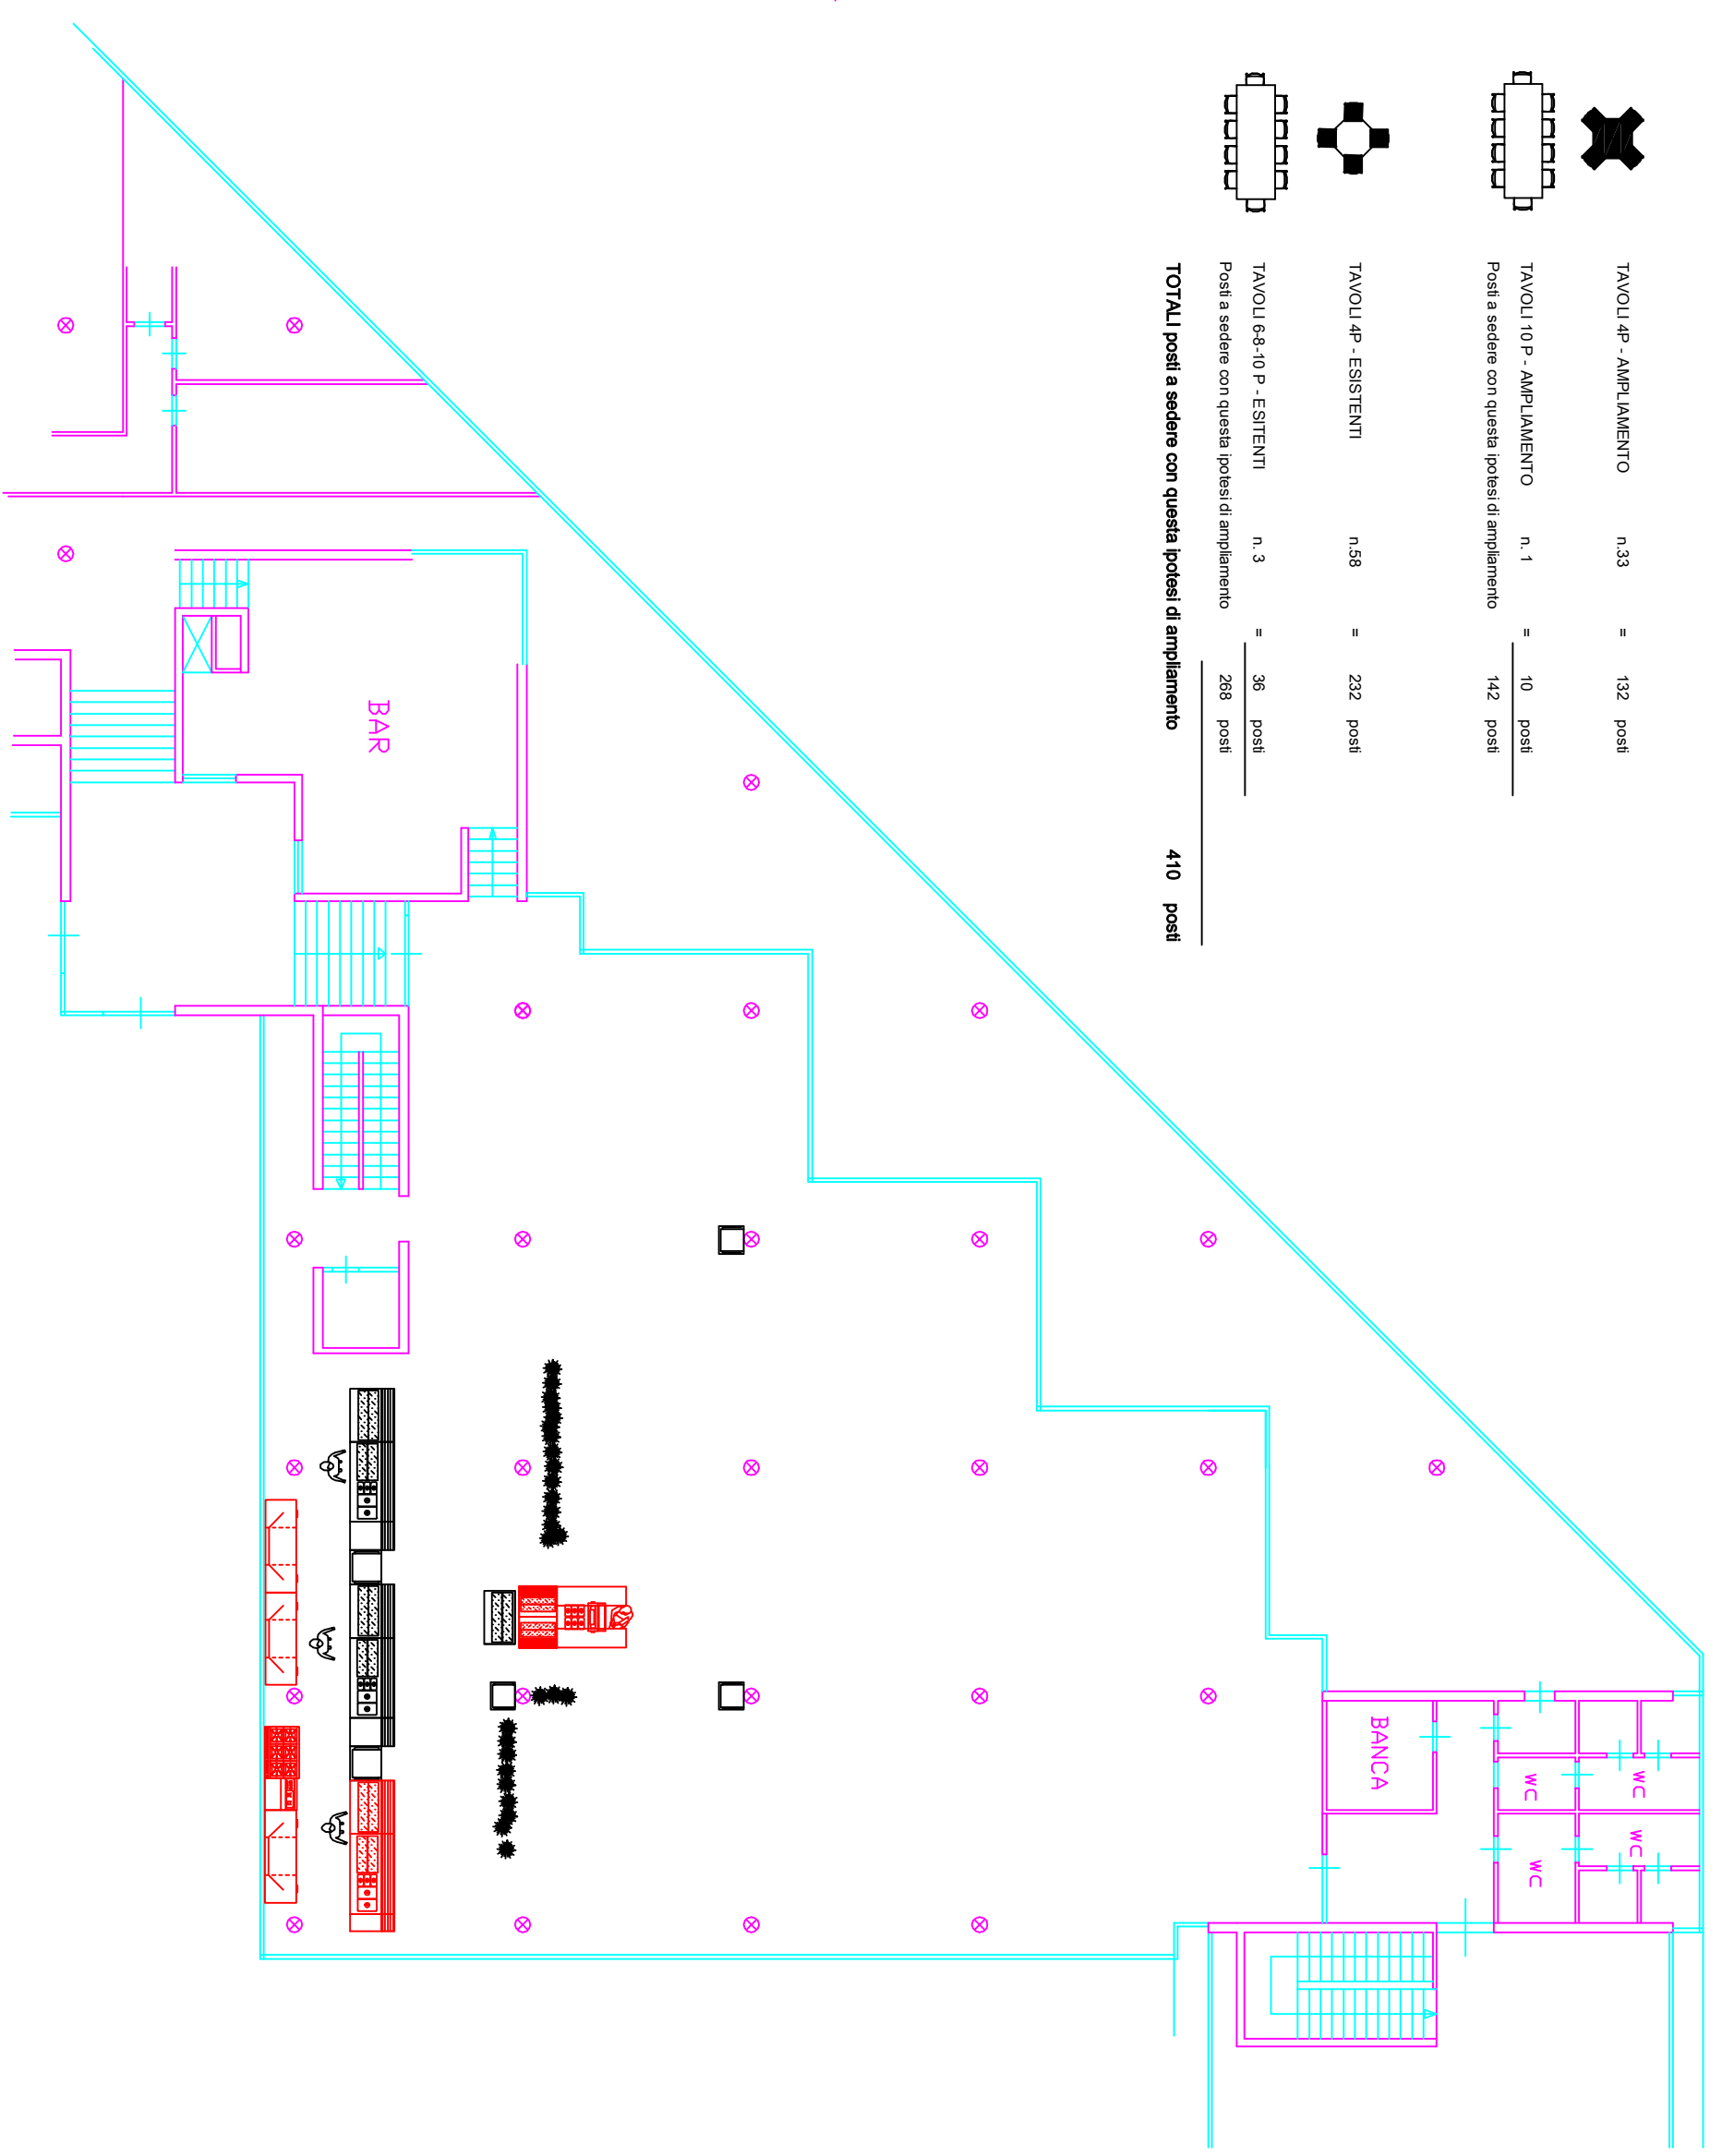 TAVOLI 4P - AMPLIAMENTO n.33 = 132 posti
TAVOLI 10 P - AMPLIAMENTO n. 1 = 10 posti
Posti a sedere con questa ipotesi di ampliamento 142 posti
TAVOLI 4P - ESISTENTI n.58 = 232 posti
TAVOLI 6-8-10 P - ESITENTI n. 3 = 36 posti
Posti a sedere con questa ipotesi di ampliamento 268 posti
TOTALI posti a sedere con questa ipotesi di ampliamento 410 posti
BAR
BANCA
WC
WC
WC
WC